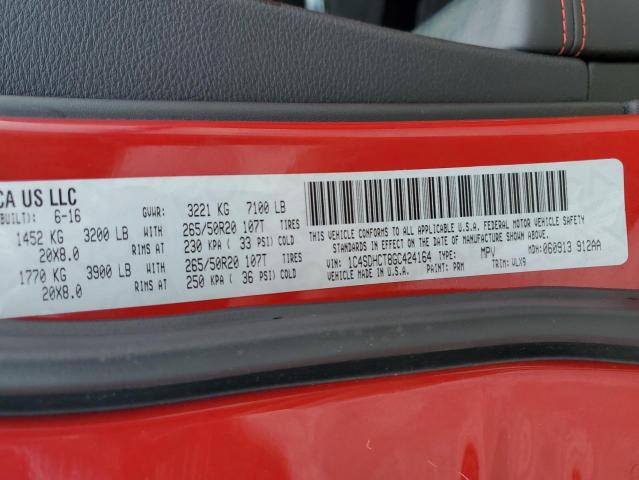 CA US LLC
BUILT): 6-16 GVWR: 3221 KG 7100 LB
1452 KG 3200 LB WITH 265/50R20 107T TIRES
20X8.0 RIMS AT 230 KPA ( 33 PSI) COLD
1770 KG 3900 LB WITH 265/50R20 107T TIRES
20X8.0 RIMS AT 250 KPA ( 36 PSI) COLD
THIS VEHICLE CONFORMS TO ALL APPLICABLE U.S.A. FEDERAL MOTOR VEHICLE SAFETY
STANDARDS IN EFFECT ON THE DATE OF MANUFACTURE SHOWN ABOVE.
VIN: 1C4SDHCT8GC424164 TYPE: MPV MDH: 060913 912AA
VEHICLE MADE IN U.S.A. PAINT: PRM TRIM: VLX9